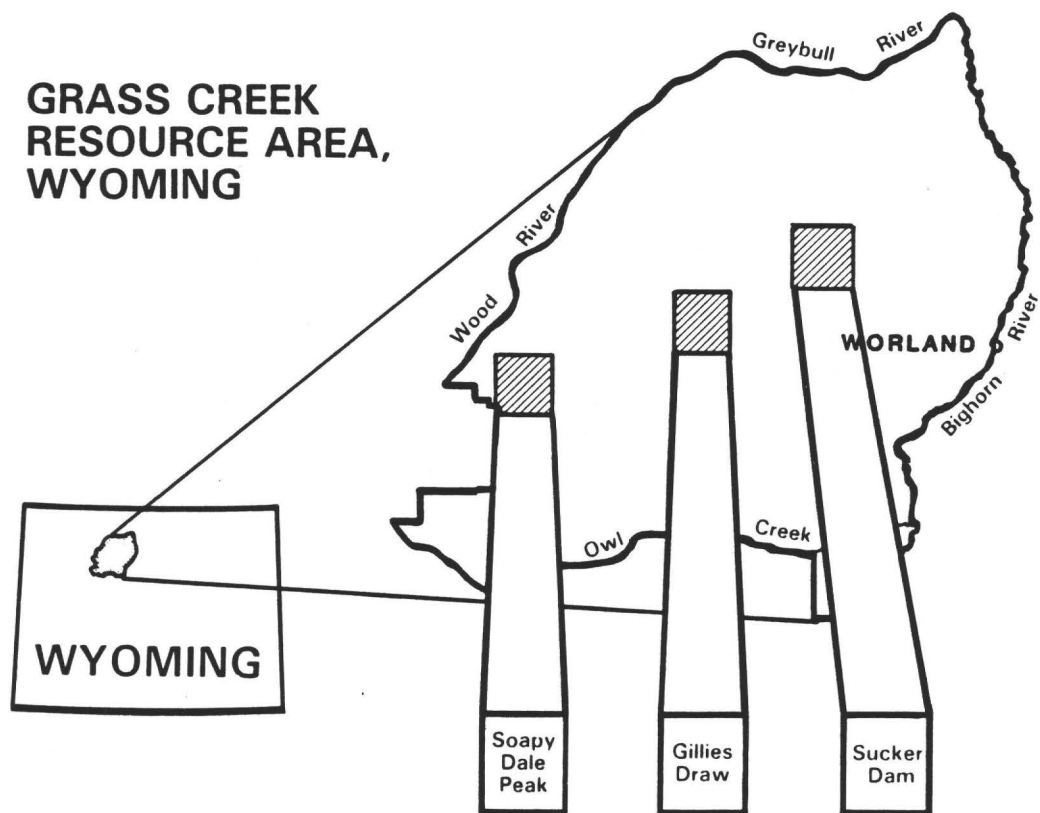 GRASS CREEK
RESOURCE AREA,
WYOMING
Greybull River
Wood River
WORLAND
Bighorn River
Owl Creek
WYOMING
Soapy
Dale
Peak
Gillies
Draw
Sucker
Dam